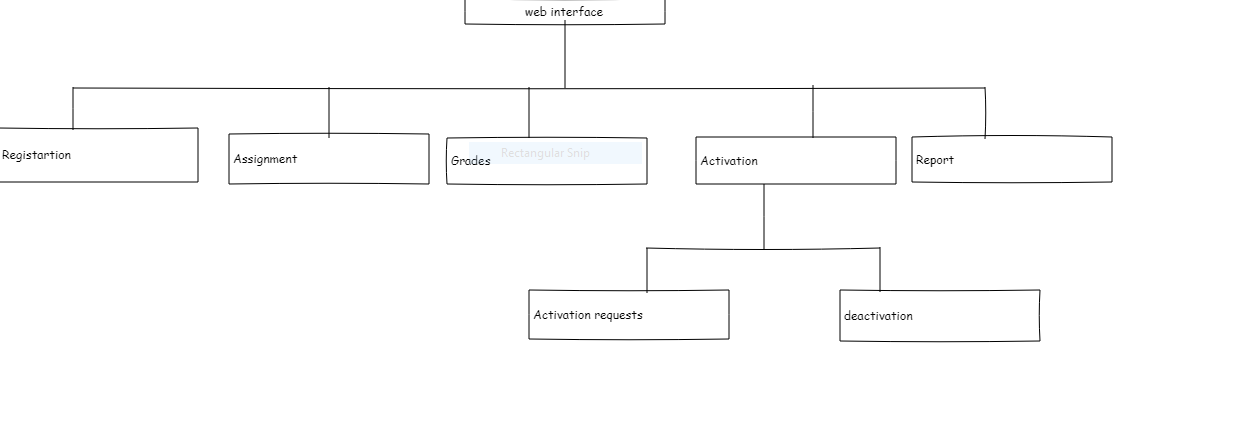 web interface
Registartion
Assignment
Grades
Rectangular Snip
Activation
Report
Activation requests
deactivation